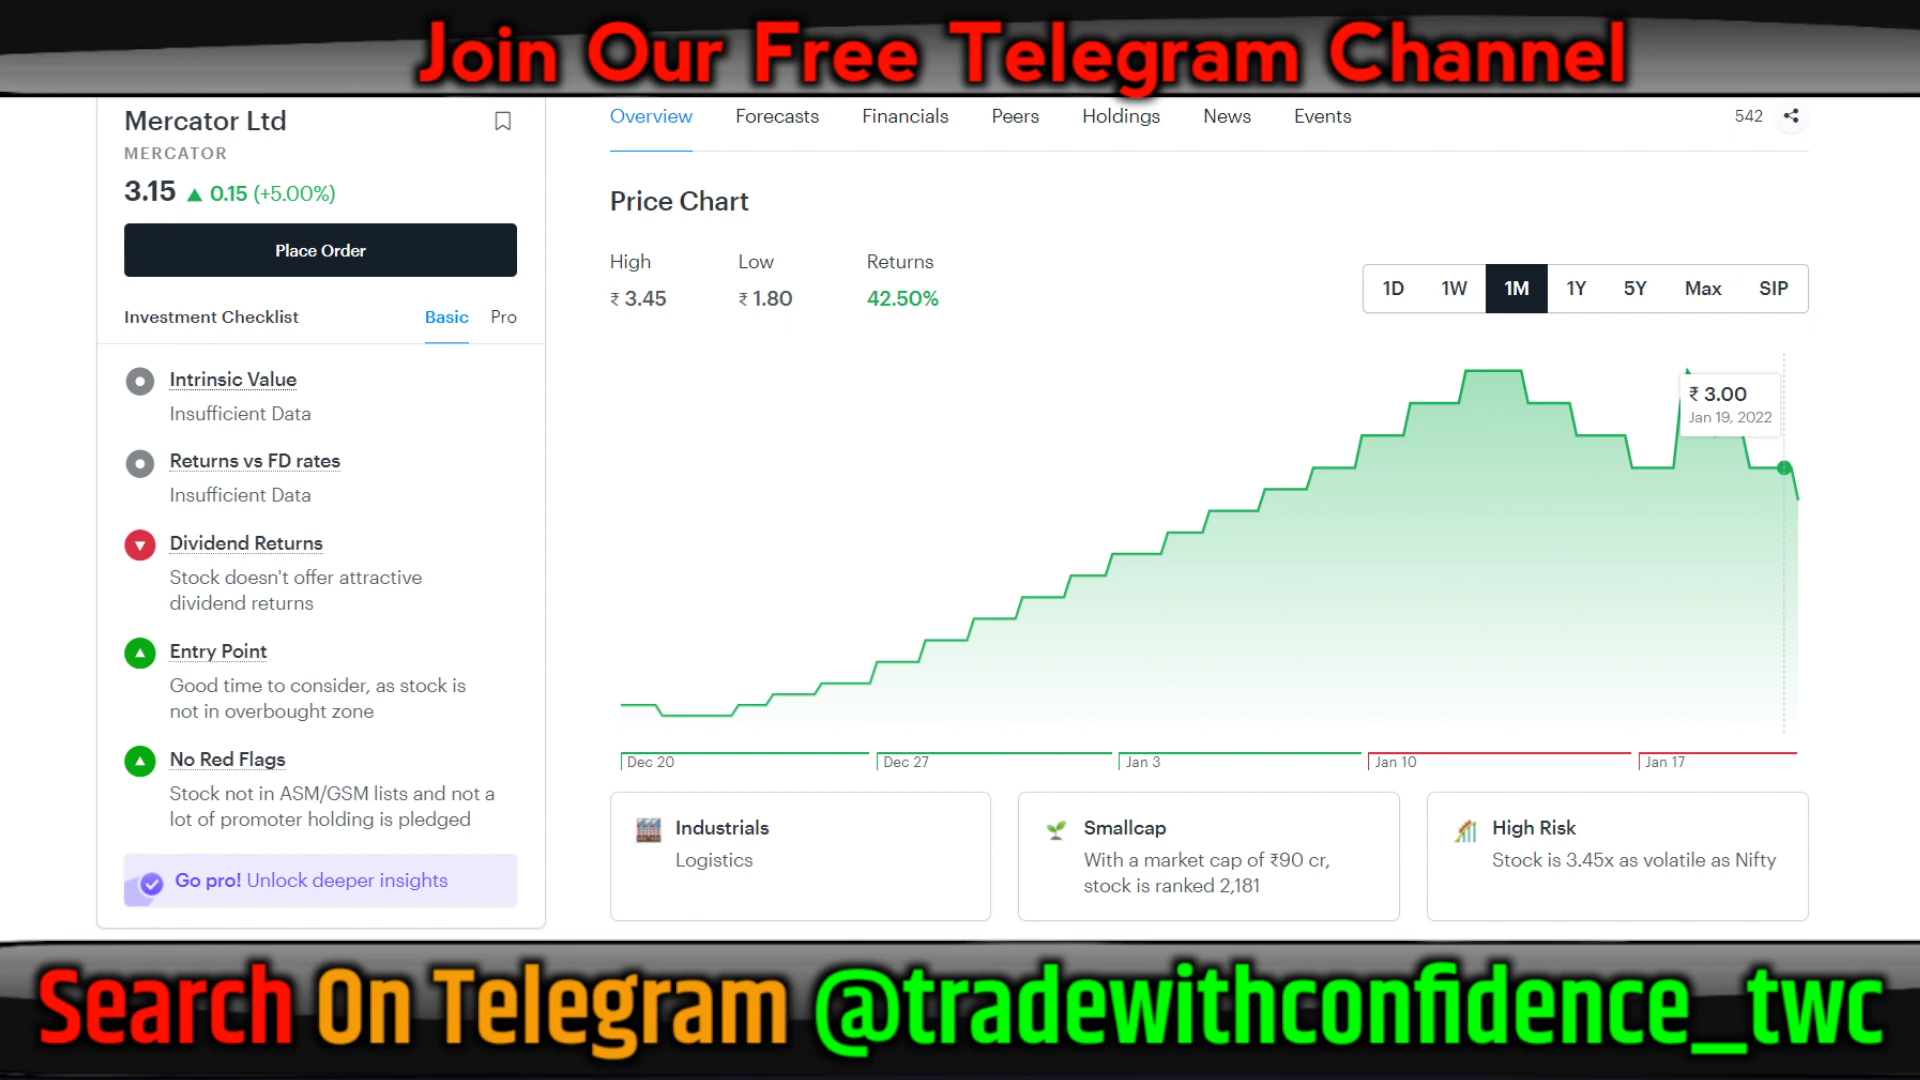 Join Our Free Telegram Channel
Mercator Ltd
MERCATOR
3.15 ▲ 0.15 (+5.00%)
Place Order
Investment Checklist Basic Pro
Intrinsic Value
Insufficient Data
Returns vs FD rates
Insufficient Data
Dividend Returns
Stock doesn't offer attractive
dividend returns
Entry Point
Good time to consider, as stock is
not in overbought zone
No Red Flags
Stock not in ASM/GSM lists and not a
lot of promoter holding is pledged
Go pro! Unlock deeper insights
Overview Forecasts Financials Peers Holdings News Events 542
Price Chart
High Low Returns
₹ 3.45 ₹ 1.80 42.50%
1D 1W 1M 1Y 5Y Max SIP
₹ 3.00
Jan 19, 2022
Dec 20 Dec 27 Jan 3 Jan 10 Jan 17
Industrials
Logistics
Smallcap
With a market cap of ₹90 cr,
stock is ranked 2,181
High Risk
Stock is 3.45x as volatile as Nifty
Search On Telegram @tradewithconfidence_twc